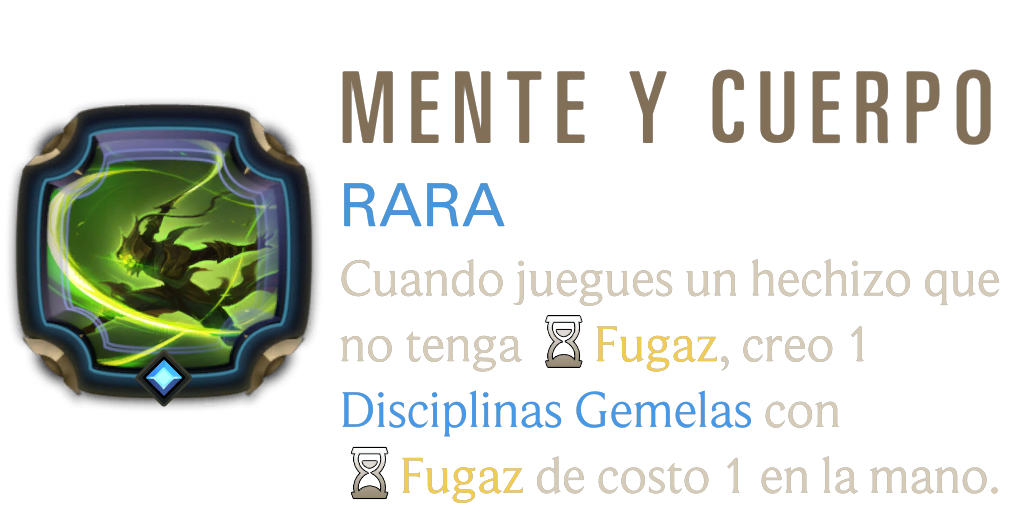 MENTE Y CUERPO
RARA
Cuando juegues un hechizo que
no tenga Fugaz, creo 1
Disciplinas Gemelas con
Fugaz de costo 1 en la mano.